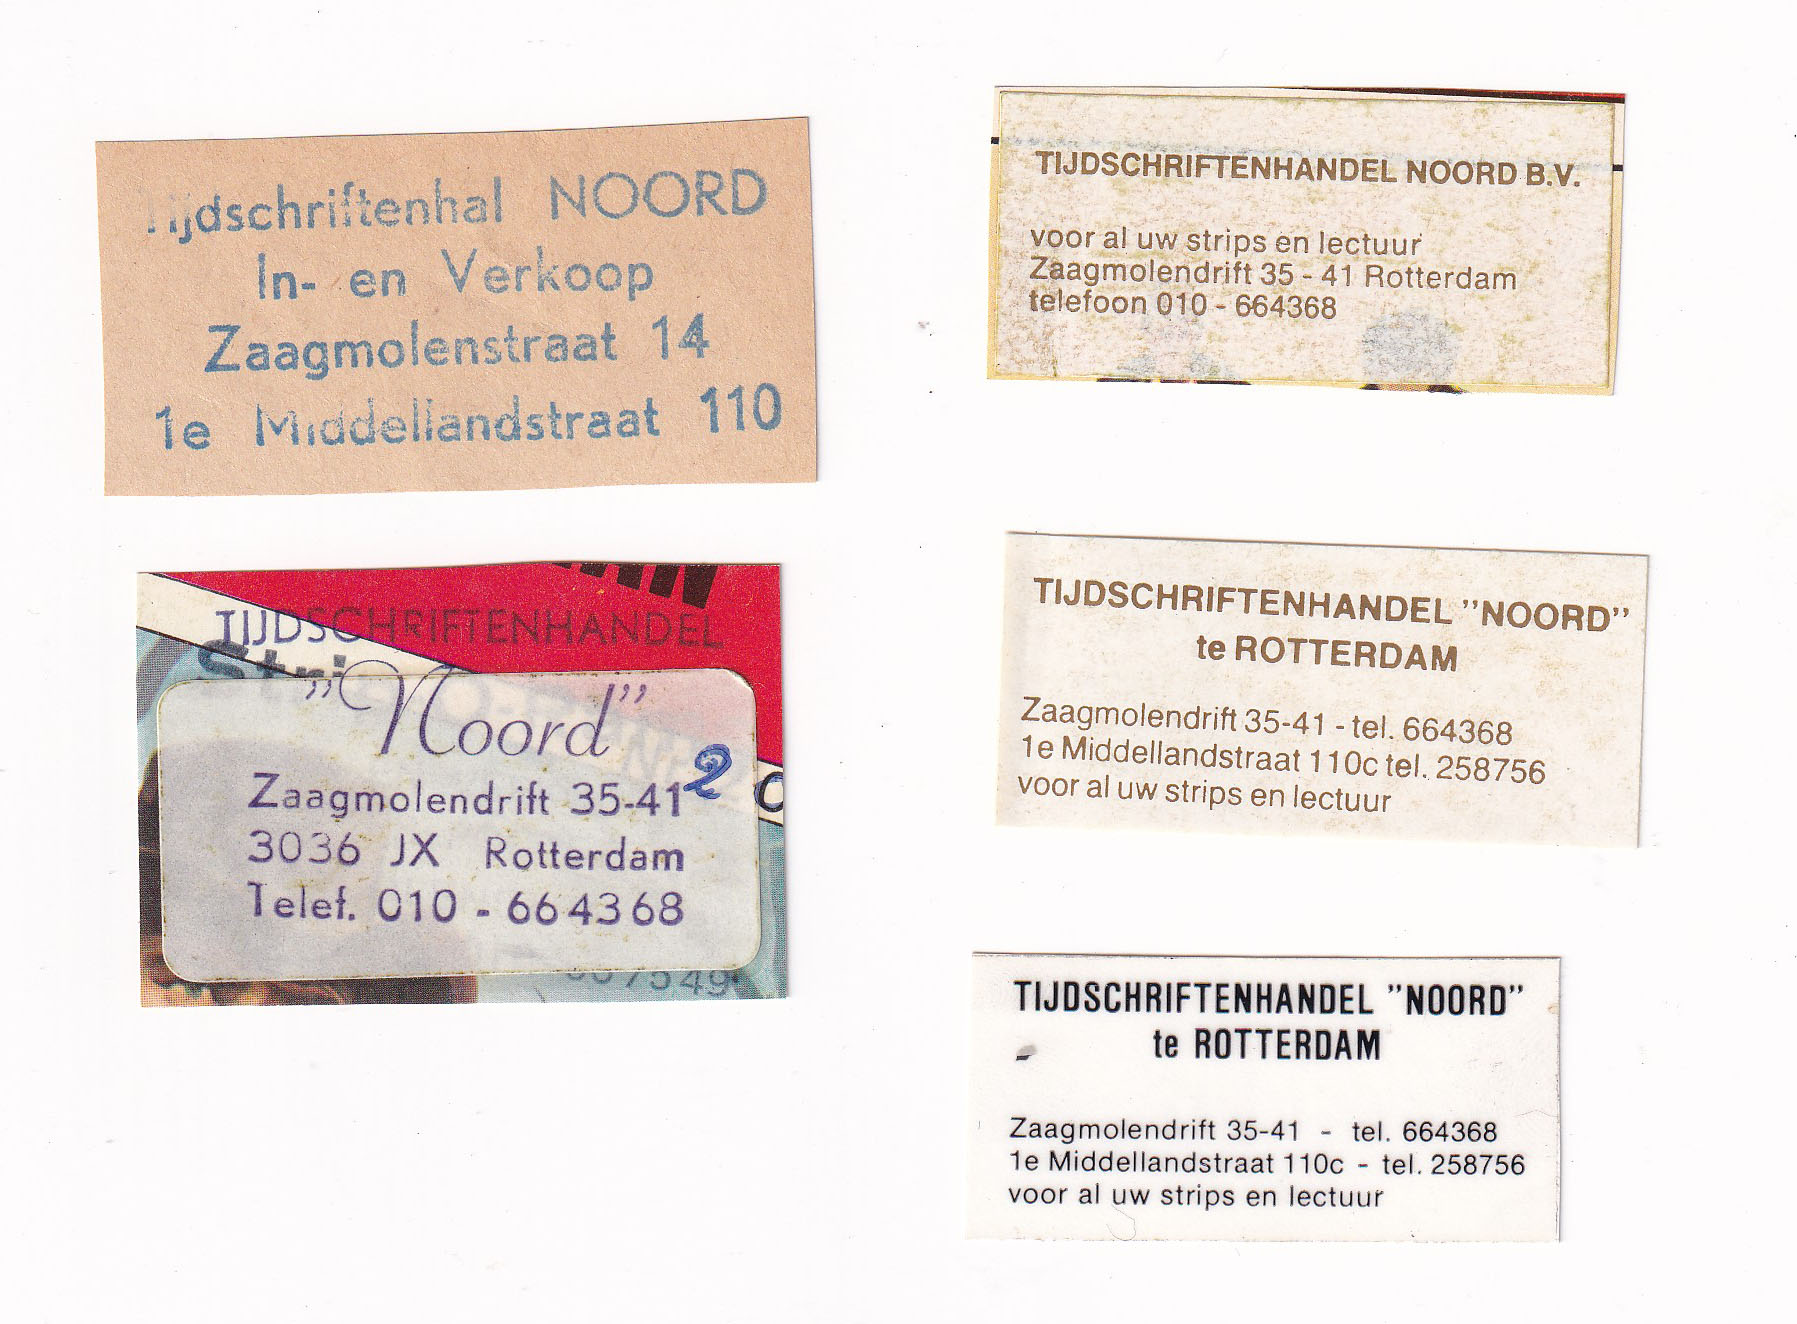 Tijdschriftenhal NOORD
In- en Verkoop
Zaagmolenstraat 14
1e Middellandstraat 110
TIJDSCHRIFTENHANDEL
"Noord"
Zaagmolendrift 35-41
2
3036 JX Rotterdam
Telef. 010 - 664368
TIJDSCHRIFTENHANDEL NOORD B.V.
voor al uw strips en lectuur
Zaagmolendrift 35 - 41 Rotterdam
telefoon 010 - 664368
TIJDSCHRIFTENHANDEL "NOORD"
te ROTTERDAM
Zaagmolendrift 35-41 - tel. 664368
1e Middellandstraat 110c tel. 258756
voor al uw strips en lectuur
TIJDSCHRIFTENHANDEL "NOORD"
te ROTTERDAM
Zaagmolendrift 35-41 - tel. 664368
1e Middellandstraat 110c - tel. 258756
voor al uw strips en lectuur